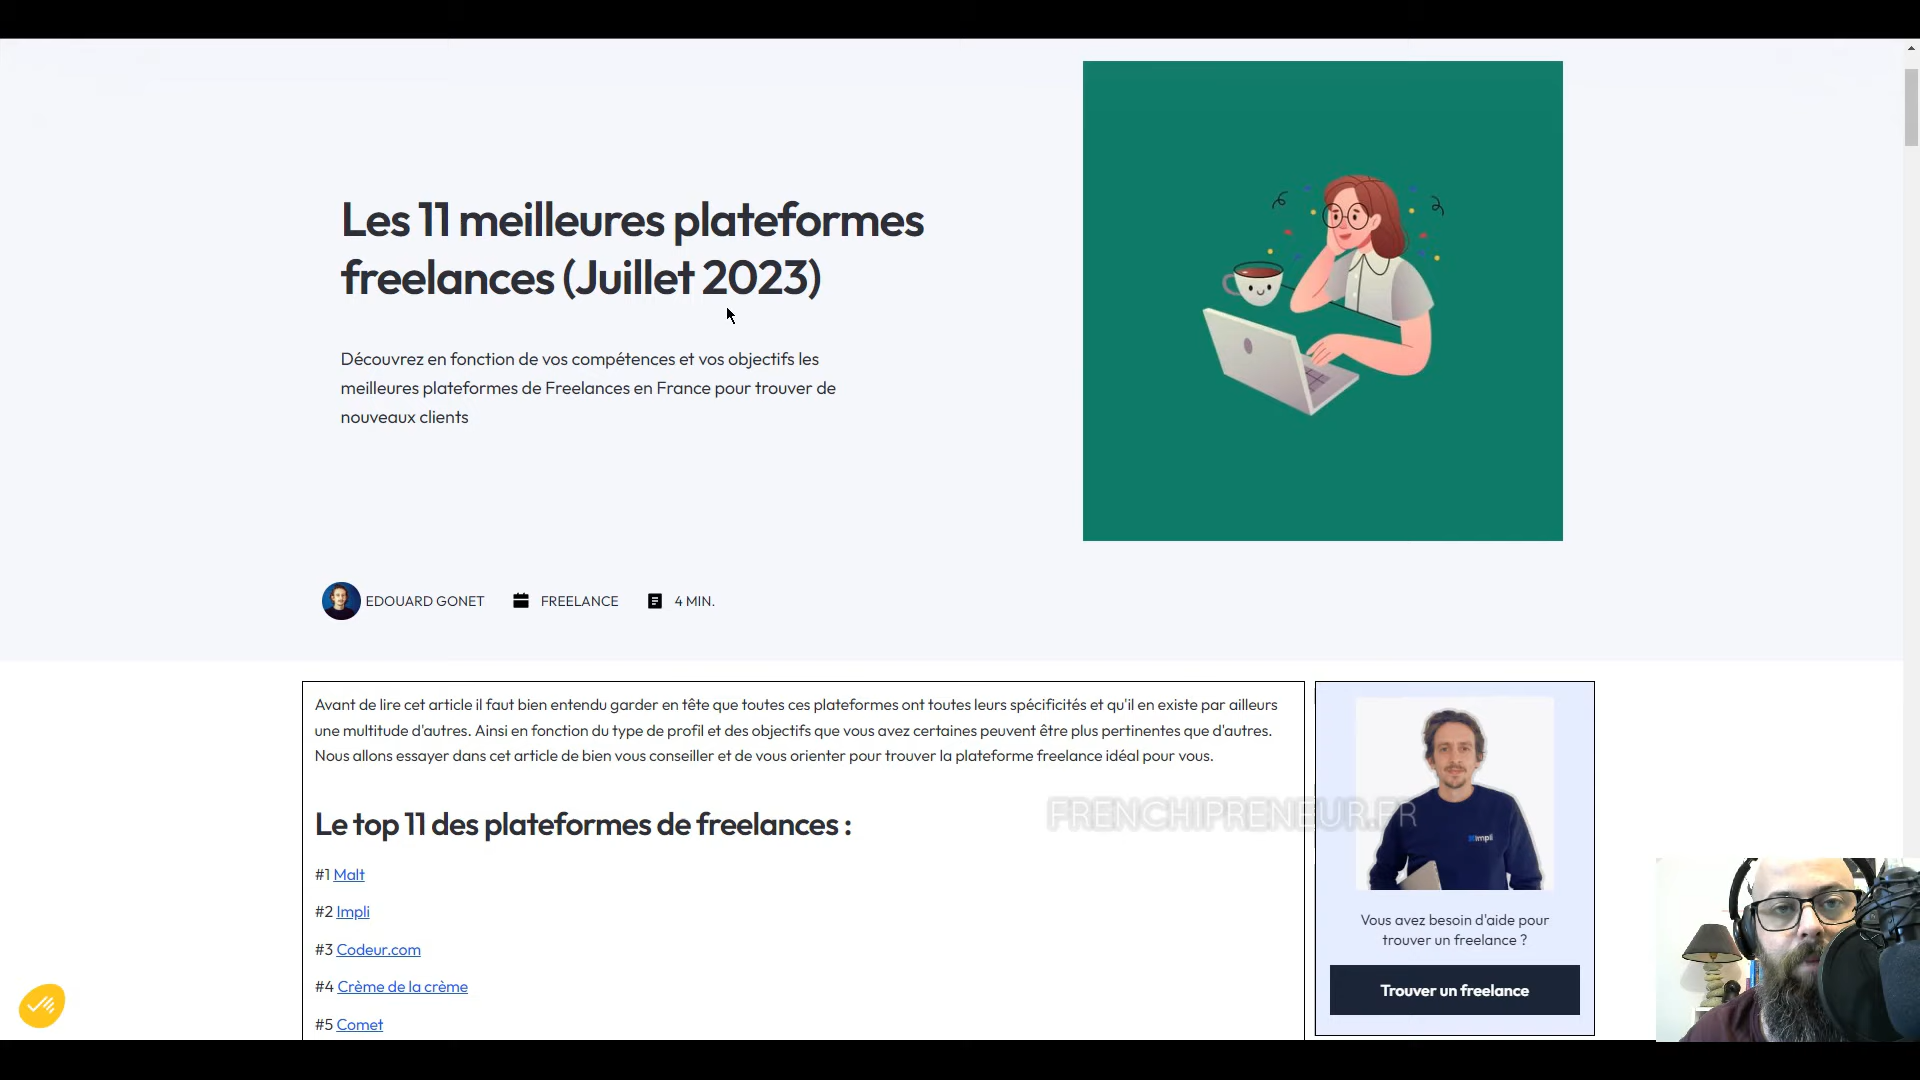 Les 11 meilleures plateformes
freelances (Juillet 2023)
Découvrez en fonction de vos compétences et vos objectifs les
meilleures plateformes de Freelances en France pour trouver de
nouveaux clients
EDOUARD GONET FREELANCE 4 MIN.
Avant de lire cet article il faut bien entendu garder en tête que toutes ces plateformes ont toutes leurs spécificités et qu'il en existe par ailleurs
une multitude d'autres. Ainsi en fonction du type de profil et des objectifs que vous avez certaines peuvent être plus pertinentes que d'autres.
Nous allons essayer dans cet article de bien vous conseiller et de vous orienter pour trouver la plateforme freelance idéal pour vous.
Le top 11 des plateformes de freelances :
#1 Malt
#2 Impli
#3 Codeur.com
#4 Crème de la crème
#5 Comet
FRENCHIPRENEUR.FR
impli
Vous avez besoin d'aide pour
trouver un freelance ?
Trouver un freelance